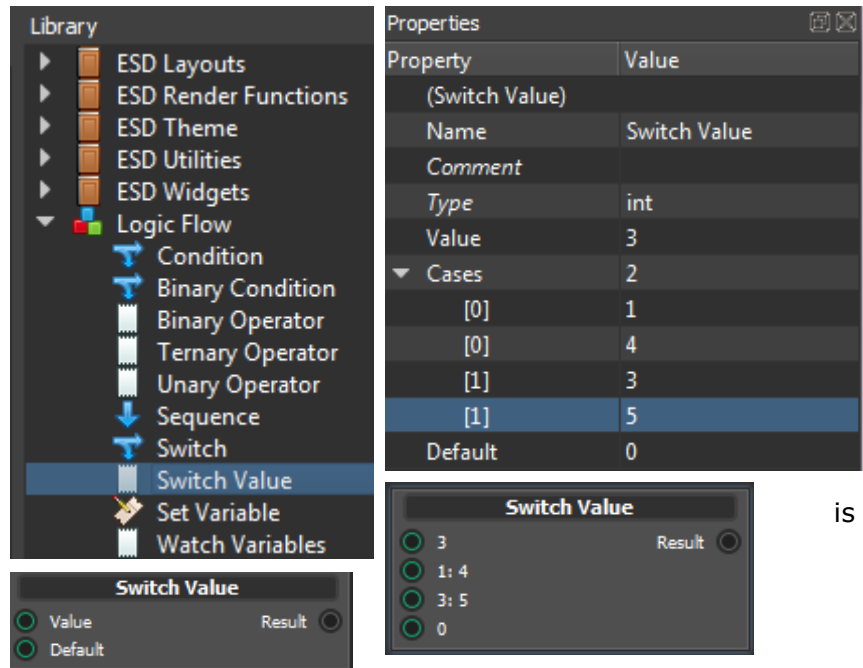 Library
ESD Layouts
ESD Render Functions
ESD Theme
ESD Utilities
ESD Widgets
Logic Flow
Condition
Binary Condition
Binary Operator
Ternary Operator
Unary Operator
Sequence
Switch
Switch Value
Set Variable
Watch Variables
Switch Value
Value Result
Default
Properties
Property Value
(Switch Value)
Name Switch Value
Comment
Type int
Value 3
Cases 2
[0] 1
[0] 4
[1] 3
[1] 5
Default 0
Switch Value
3 Result
1: 4
3: 5
0
is